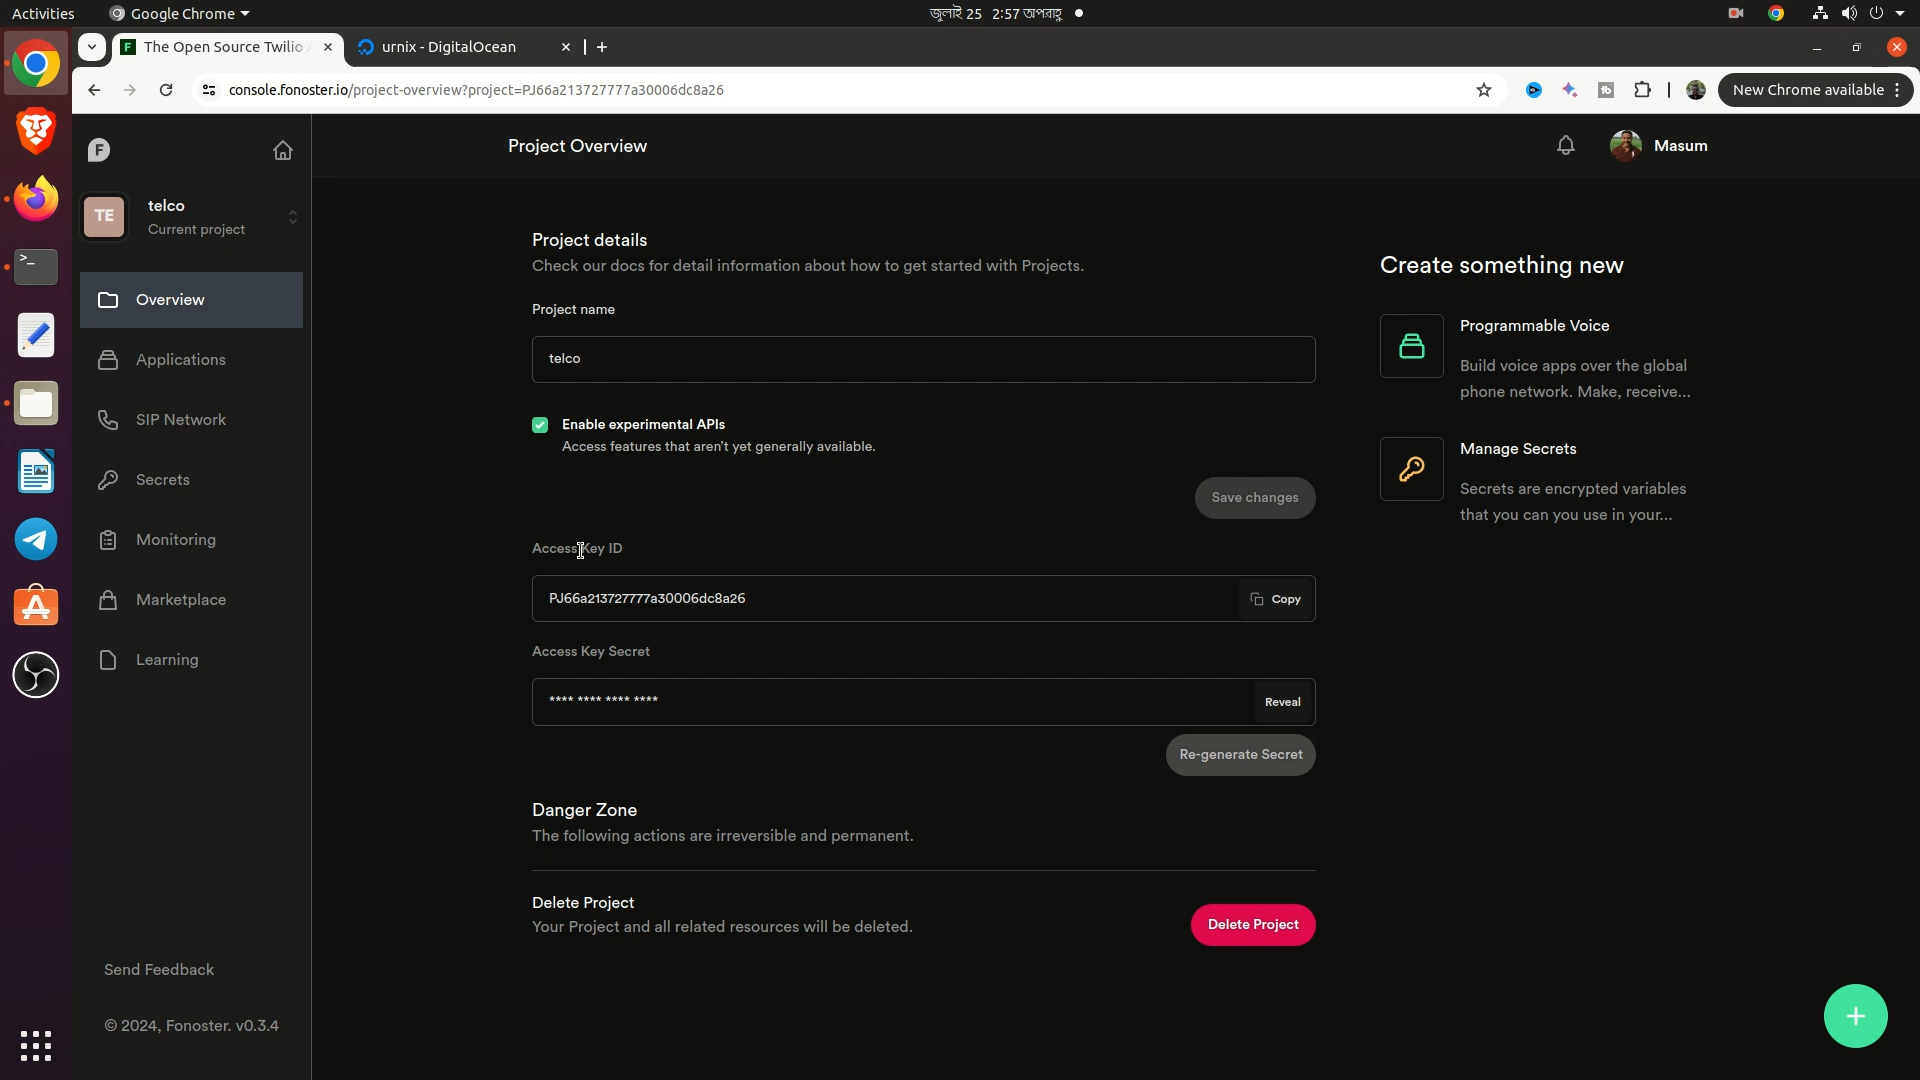 Activities
Google Chrome
জুলাই 25 2:57 অপরাহ্ণ
The Open Source Twilio
urnix - DigitalOcean
console.fonoster.io/project-overview?project=PJ66a213727777a30006dc8a26
New Chrome available
F
Project Overview
Masum
TE
telco
Current project
Overview
Applications
SIP Network
Secrets
Monitoring
Marketplace
Learning
Send Feedback
© 2024, Fonoster. v0.3.4
Project details
Check our docs for detail information about how to get started with Projects.
Project name
telco
Enable experimental APIs
Access features that aren't yet generally available.
Save changes
Access Key ID
PJ66a213727777a30006dc8a26
Copy
Access Key Secret
**** **** **** ****
Reveal
Re-generate Secret
Danger Zone
The following actions are irreversible and permanent.
Delete Project
Your Project and all related resources will be deleted.
Delete Project
Create something new
Programmable Voice
Build voice apps over the global
phone network. Make, receive...
Manage Secrets
Secrets are encrypted variables
that you can you use in your...